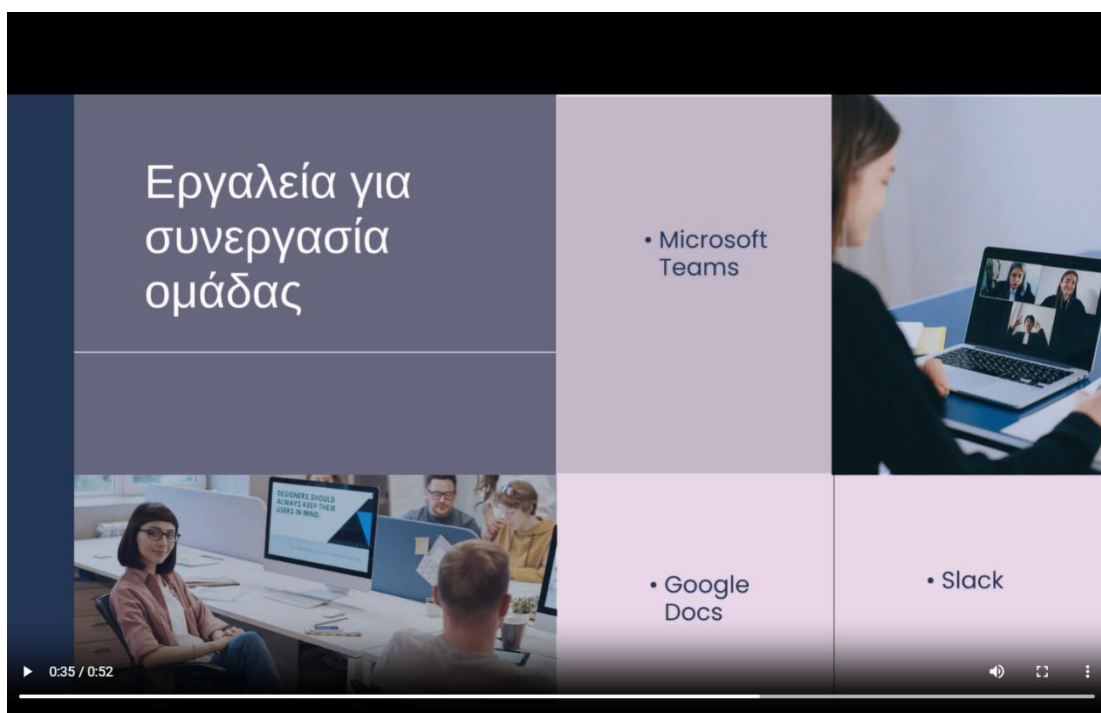 Εργαλεία για
συνεργασία
ομάδας
• Microsoft
Teams
DESIGNERS SHOULD
ALWAYS KEEP THEIR
USERS IN MIND.
• Google
Docs
• Slack
0:35 / 0:52